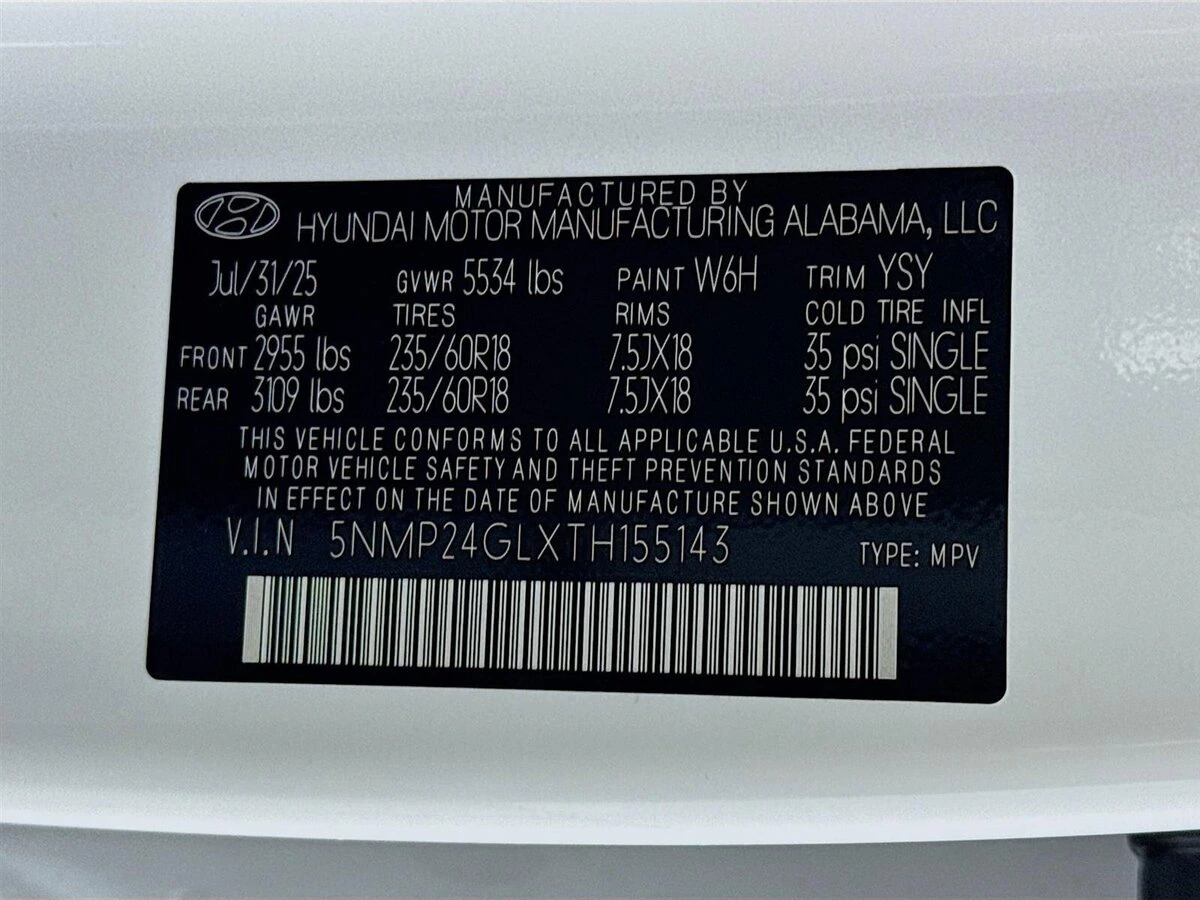 MANUFACTURED BY
HYUNDAI MOTOR MANUFACTURING ALABAMA, LLC
Jul/31/25 GVWR 5534 lbs PAINT W6H TRIM YSY
GAWR TIRES RIMS COLD TIRE INFL
FRONT 2955 lbs 235/60R18 7.5JX18 35 psi SINGLE
REAR 3109 lbs 235/60R18 7.5JX18 35 psi SINGLE
THIS VEHICLE CONFORMS TO ALL APPLICABLE U.S.A. FEDERAL
MOTOR VEHICLE SAFETY AND THEFT PREVENTION STANDARDS
IN EFFECT ON THE DATE OF MANUFACTURE SHOWN ABOVE
V.I.N 5NMP24GLXTH155143 TYPE: MPV